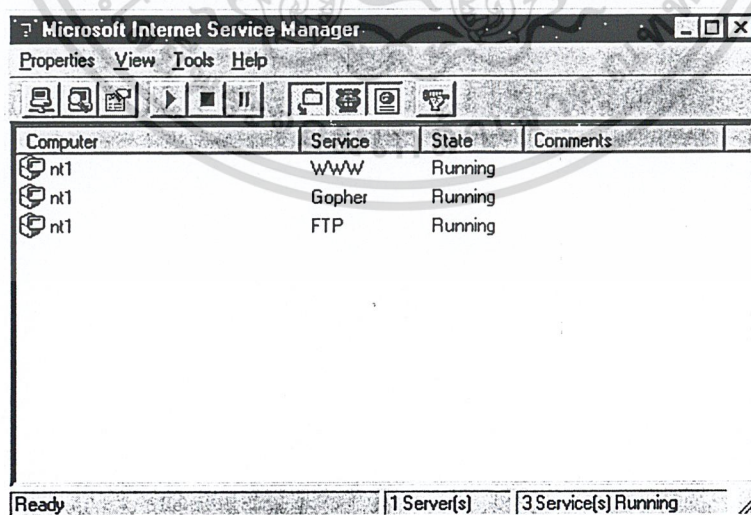 Microsoft Internet Service Manager
Properties View Tools Help
Computer Service State Comments
nt1 WWW Running
nt1 Gopher Running
nt1 FTP Running
Ready 1 Server(s) 3 Service(s) Running